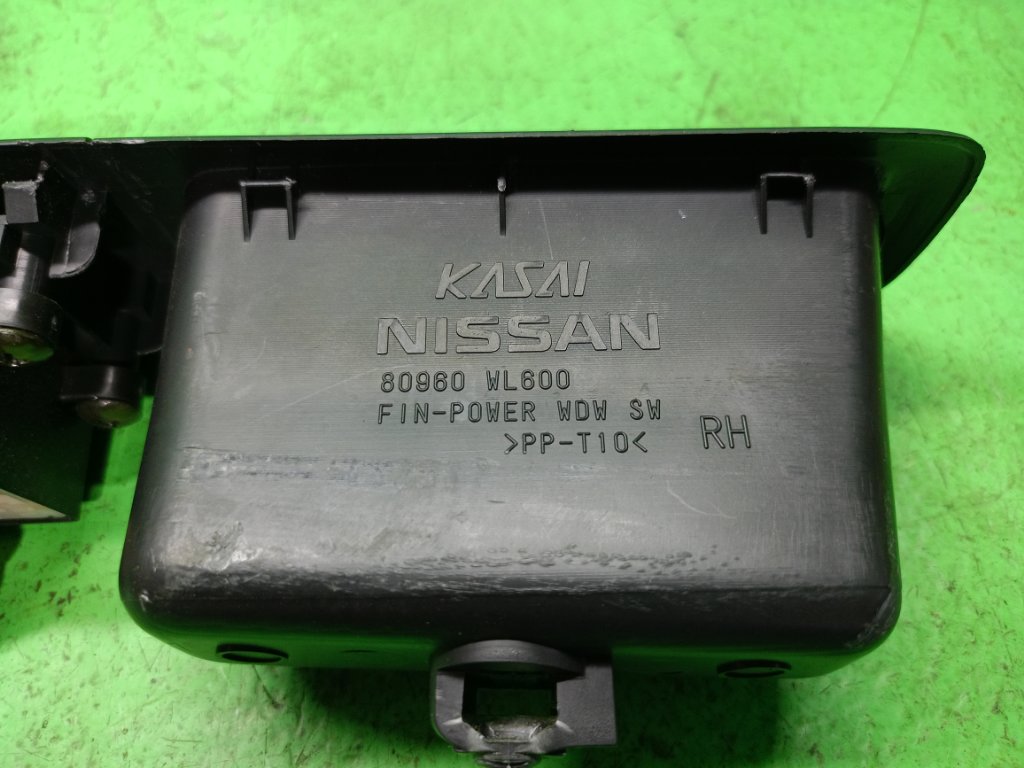 KASAI
NISSAN
80960 WL600
FIN-POWER WDW SW
>PP-T10< RH